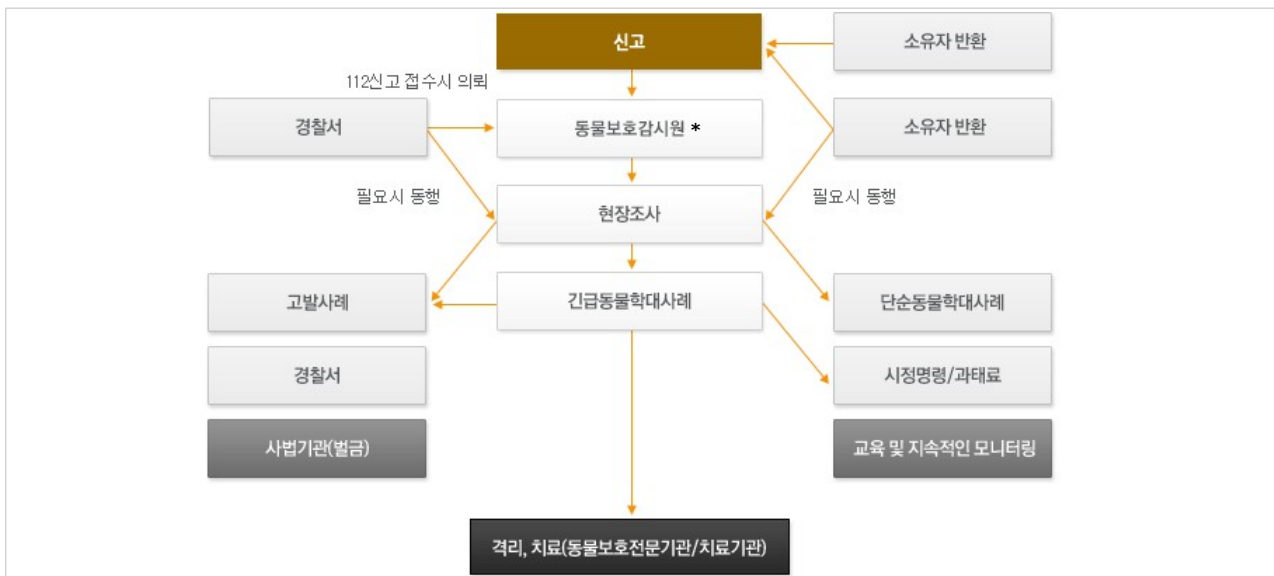 신고
소유자 반환
112신고 접수시 의뢰
경찰서
동물보호감시원 *
소유자 반환
필요시 동행
현장조사
필요시 동행
고발사례
긴급동물학대사례
단순동물학대사례
경찰서
시정명령/과태료
사법기관(벌금)
교육 및 지속적인 모니터링
격리, 치료(동물보호전문기관/치료기관)